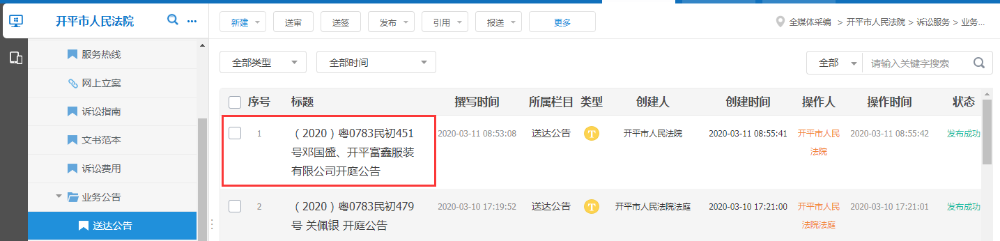 开平市人民法院
新建
送审
送签
发布
引用
报送
更多
全媒体采编 > 开平市人民法院 > 诉讼服务 > 业务...
服务热线
网上立案
诉讼指南
文书范本
诉讼费用
业务公告
送达公告
全部类型
全部时间
全部
请输入关键字搜索
序号 标题 撰写时间 所属栏目 类型 创建人 创建时间 操作人 操作时间 状态
1 （2020）粤0783民初451 2020-03-11 08:53:08 送达公告 T 开平市人民法院 2020-03-11 08:55:41 开平市人民 2020-03-11 08:55:42 发布成功
号邓国盛、开平富鑫服装 法院
有限公司开庭公告
2 （2020）粤0783民初479 2020-03-10 17:19:52 送达公告 T 开平市人民法院法庭 2020-03-10 17:21:00 开平市人民 2020-03-10 17:21:01 发布成功
号 关佩银 开庭公告 法院法庭